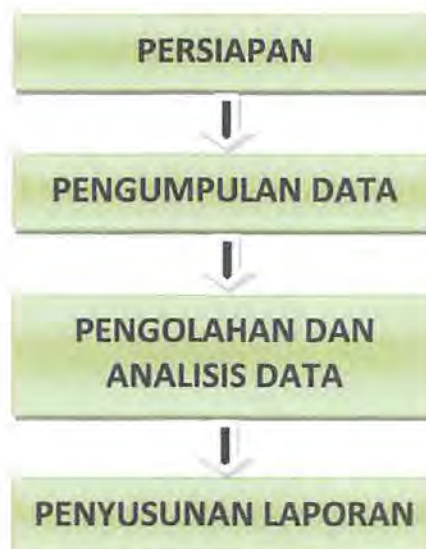 PERSIAPAN
PENGUMPULAN DATA
PENGOLAHAN DAN
ANALISIS DATA
PENYUSUNAN LAPORAN